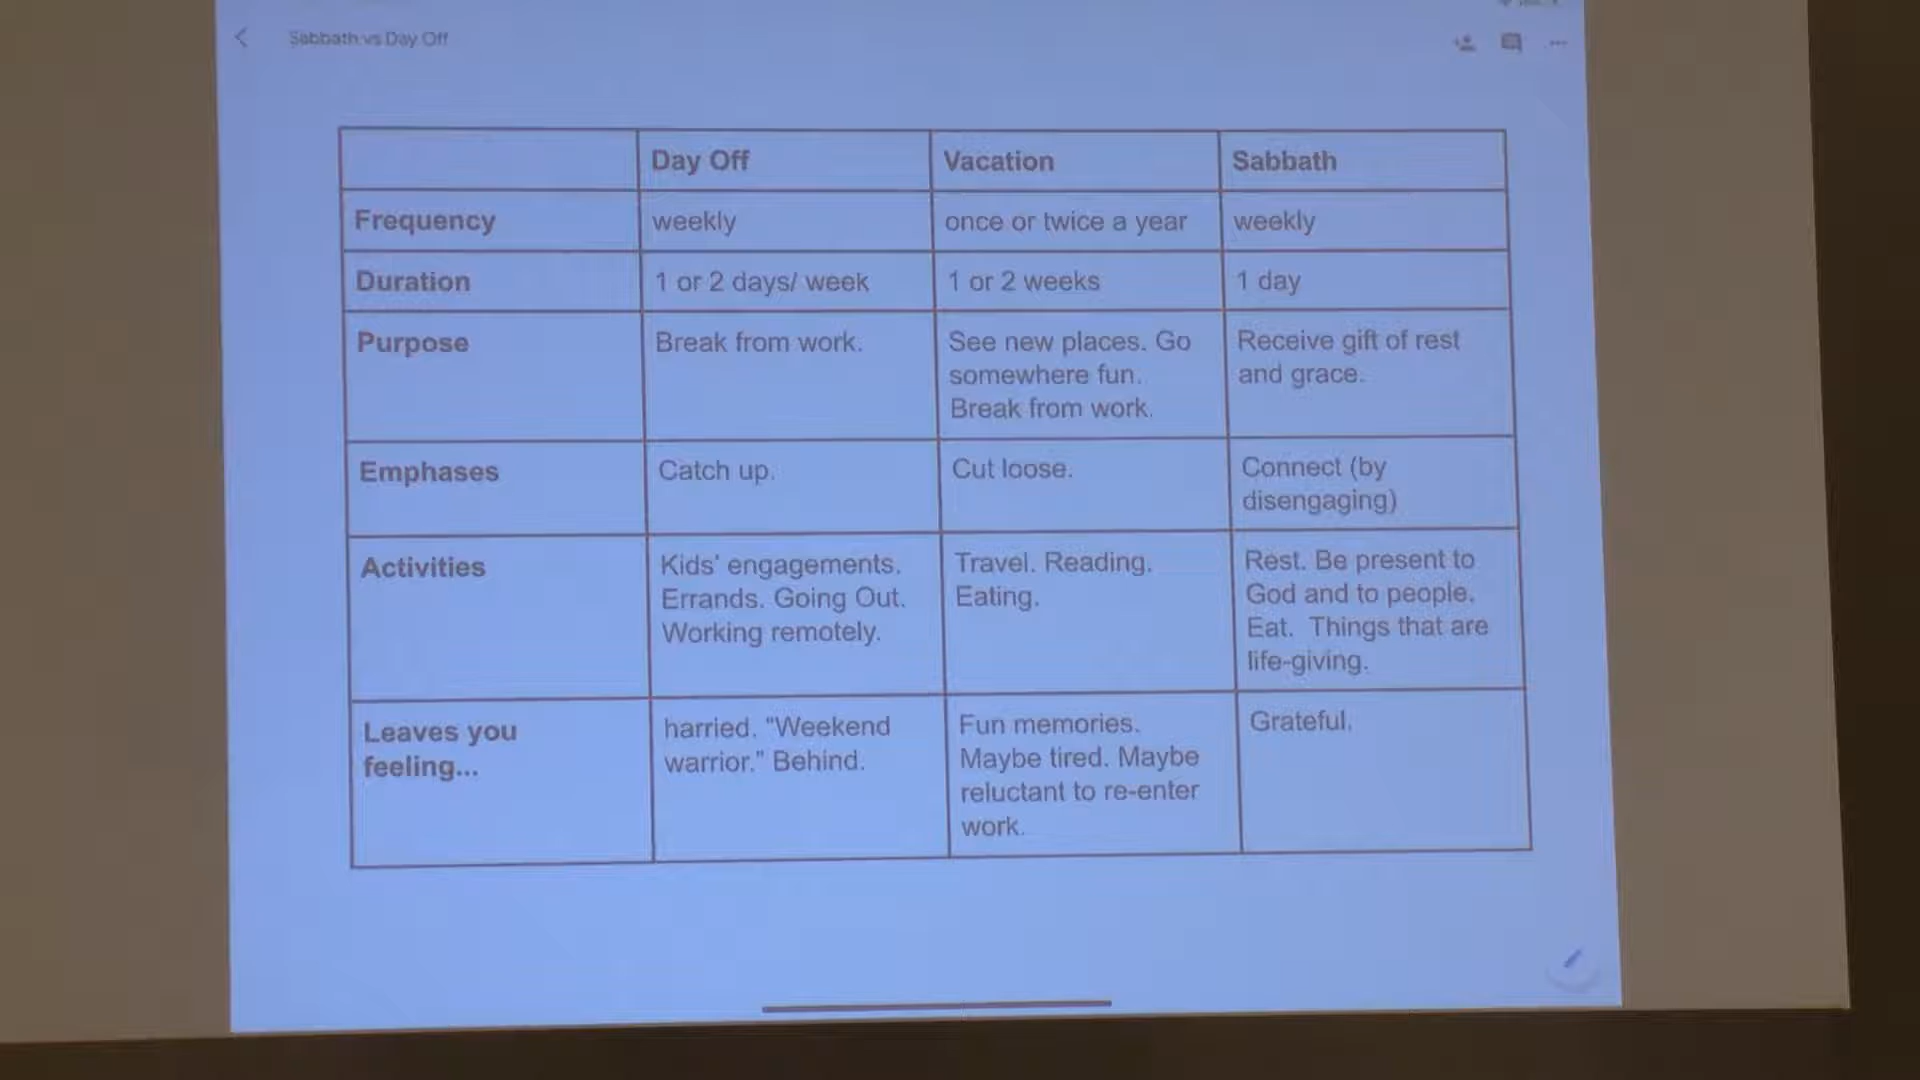 Sabbath vs Day Off
Day Off Vacation Sabbath
Frequency weekly once or twice a year weekly
Duration 1 or 2 days/ week 1 or 2 weeks 1 day
Purpose Break from work. See new places. Go Receive gift of rest
somewhere fun. and grace.
Break from work.
Emphases Catch up. Cut loose. Connect (by
disengaging)
Activities Kids' engagements. Travel. Reading. Rest. Be present to
Errands. Going Out. Eating. God and to people.
Working remotely. Eat.  Things that are
life-giving.
Leaves you harried. "Weekend Fun memories. Grateful.
feeling... warrior." Behind. Maybe tired. Maybe
reluctant to re-enter
work.